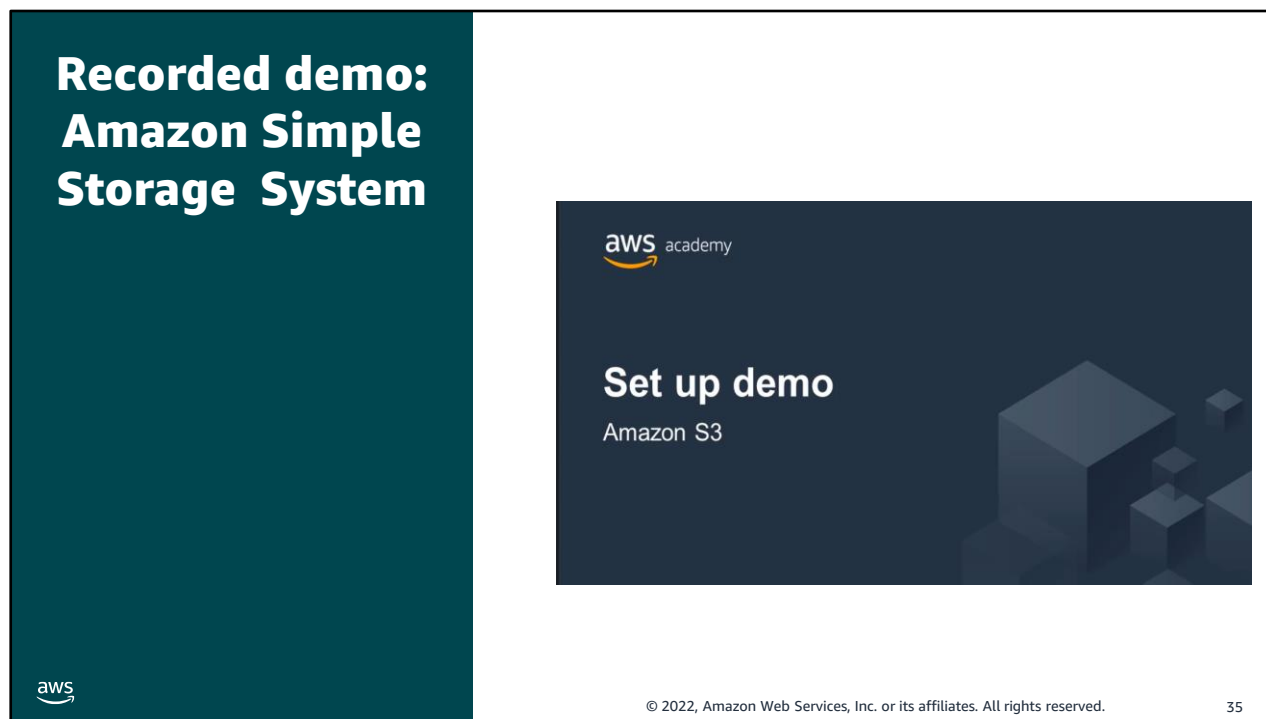 Recorded demo:
Amazon Simple
Storage  System
aws academy
Set up demo
Amazon S3
aws
© 2022, Amazon Web Services, Inc. or its affiliates. All rights reserved.
35